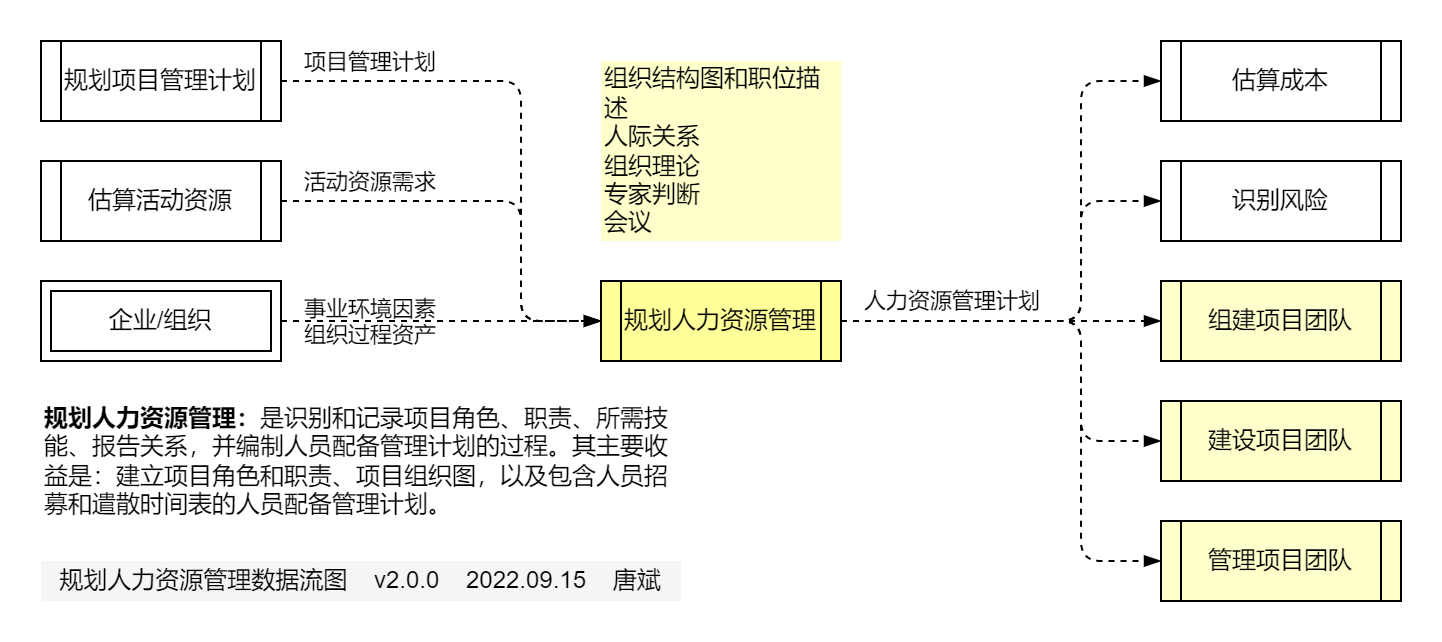 规划项目管理计划
项目管理计划
估算活动资源
活动资源需求
企业/组织
事业环境因素
组织过程资产
组织结构图和职位描
述
人际关系
组织理论
专家判断
会议
规划人力资源管理
人力资源管理计划
估算成本
识别风险
组建项目团队
建设项目团队
管理项目团队
规划人力资源管理：是识别和记录项目角色、职责、所需技
能、报告关系，并编制人员配备管理计划的过程。其主要收
益是：建立项目角色和职责、项目组织图，以及包含人员招
募和遣散时间表的人员配备管理计划。
规划人力资源管理数据流图 v2.0.0 2022.09.15 唐斌